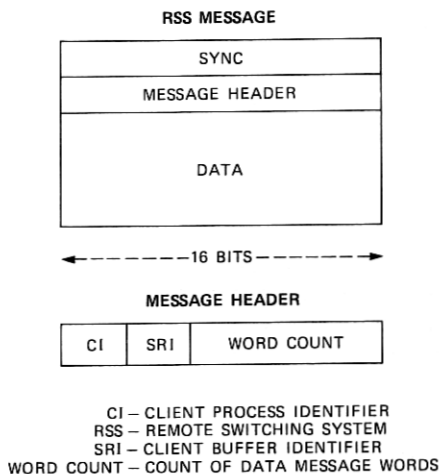 RSS MESSAGE
SYNC
MESSAGE HEADER
DATA
16 BITS
MESSAGE HEADER
CI SRI WORD COUNT
CI – CLIENT PROCESS IDENTIFIER
RSS – REMOTE SWITCHING SYSTEM
SRI – CLIENT BUFFER IDENTIFIER
WORD COUNT – COUNT OF DATA MESSAGE WORDS